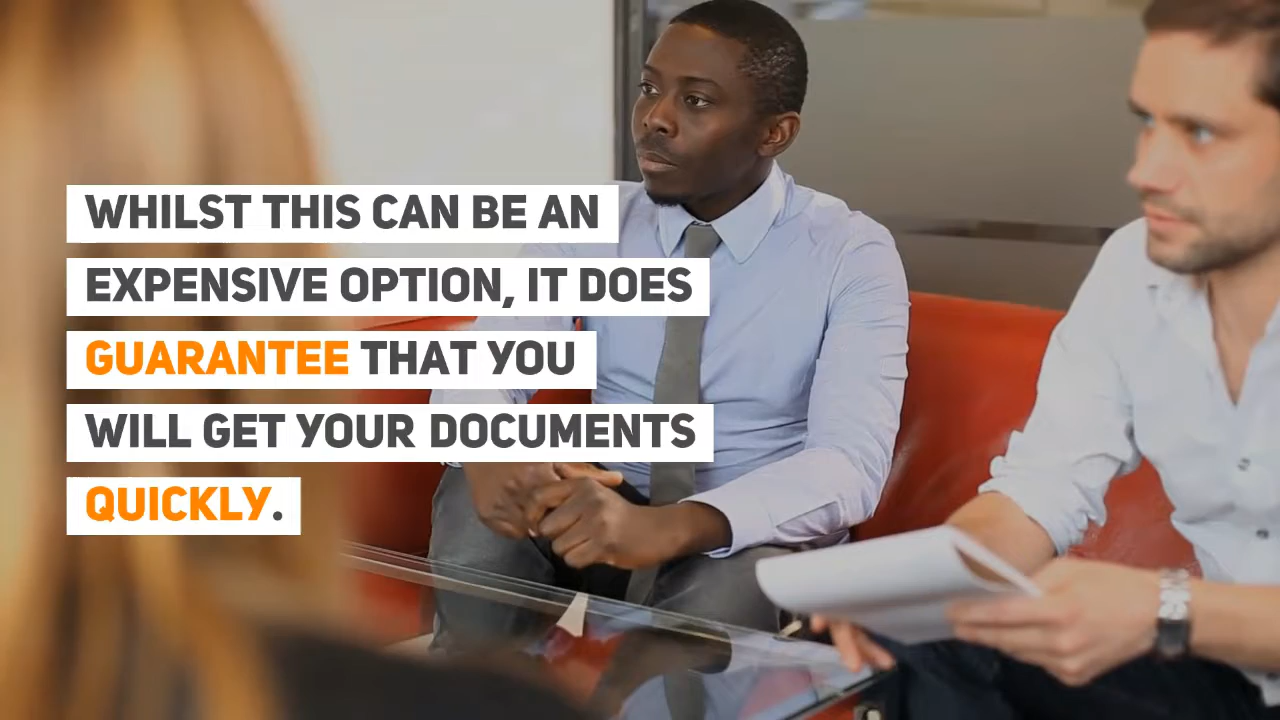 WHILST THIS CAN BE AN
EXPENSIVE OPTION, IT DOES
GUARANTEE THAT YOU
WILL GET YOUR DOCUMENTS
QUICKLY.